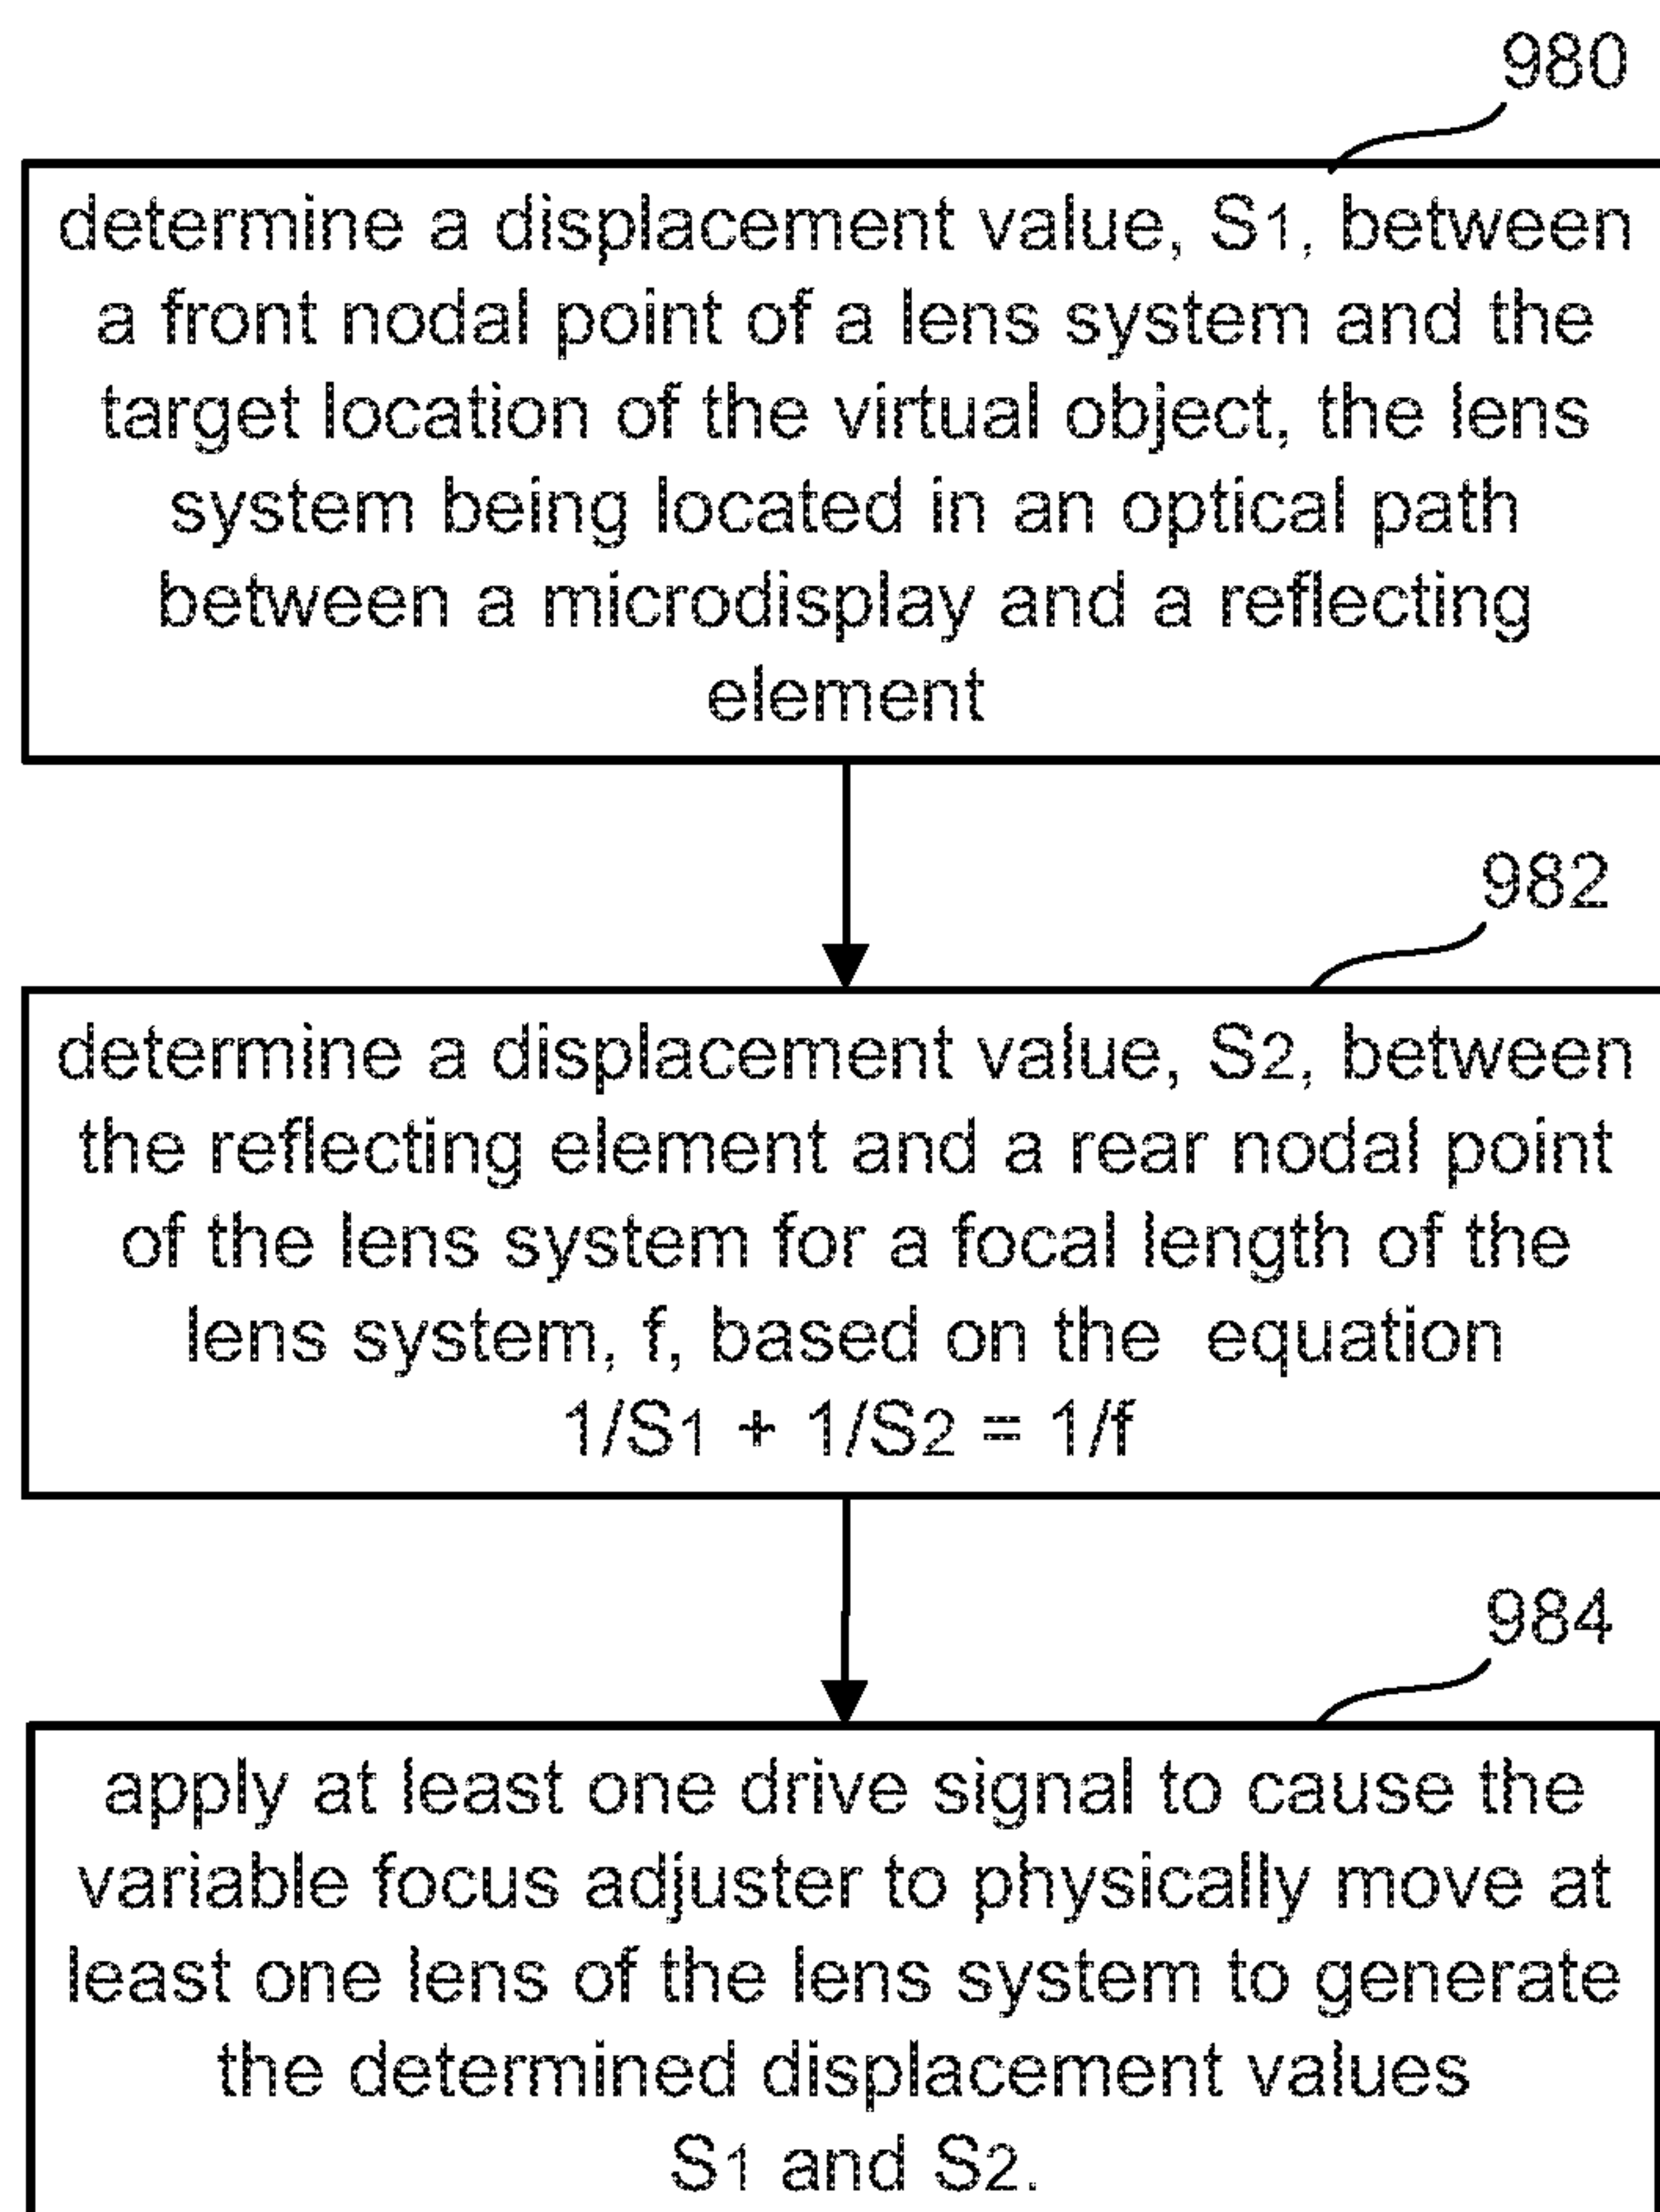 980
determine a displacement value, S1, between
a front nodal point of a lens system and the
target location of the virtual object, the lens
system being located in an optical path
between a microdisplay and a reflecting
element
982
determine a displacement value, S2, between
the reflecting element and a rear nodal point
of the lens system for a focal length of the
lens system, f, based on the equation
1/S1 + 1/S2 = 1/f
984
apply at least one drive signal to cause the
variable focus adjuster to physically move at
least one lens of the lens system to generate
the determined displacement values
S1 and S2.